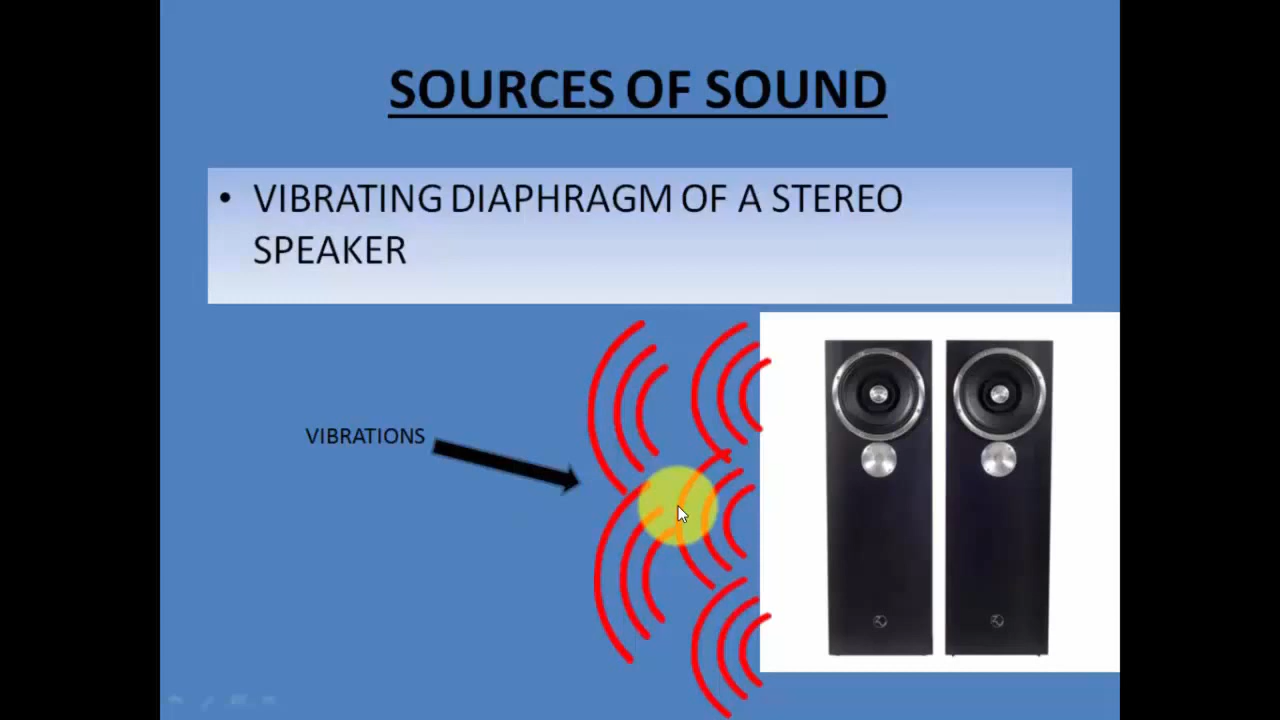 SOURCES OF SOUND
• VIBRATING DIAPHRAGM OF A STEREO
SPEAKER
VIBRATIONS